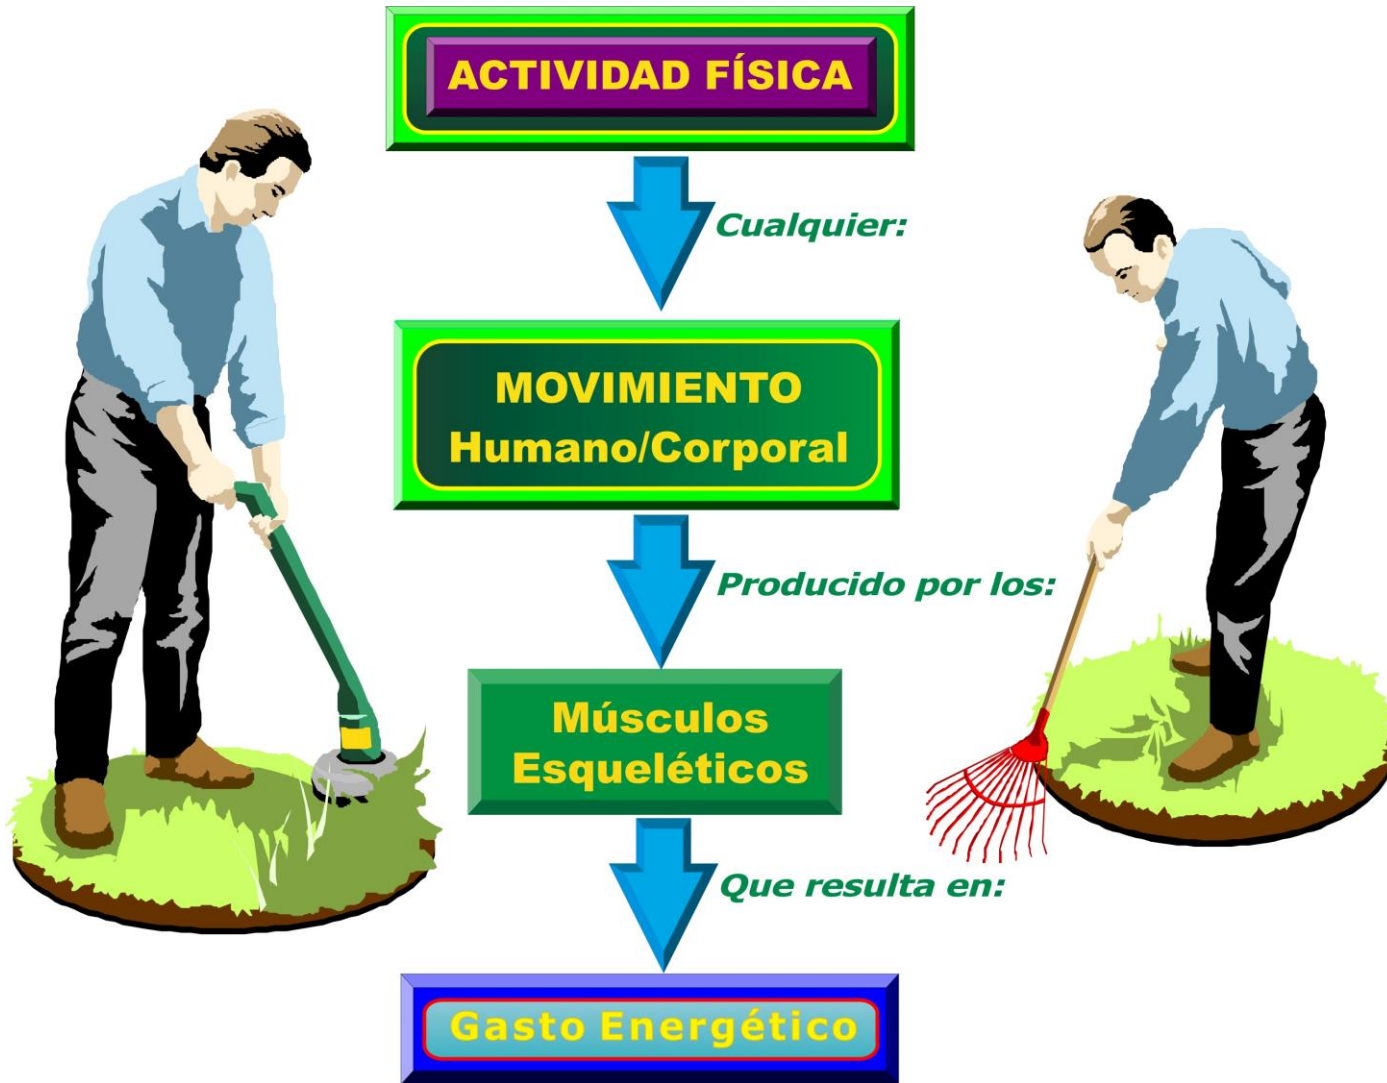 ACTIVIDAD FÍSICA
Cualquier:
MOVIMIENTO
Humano/Corporal
Producido por los:
Músculos
Esqueléticos
Que resulta en:
Gasto Energético